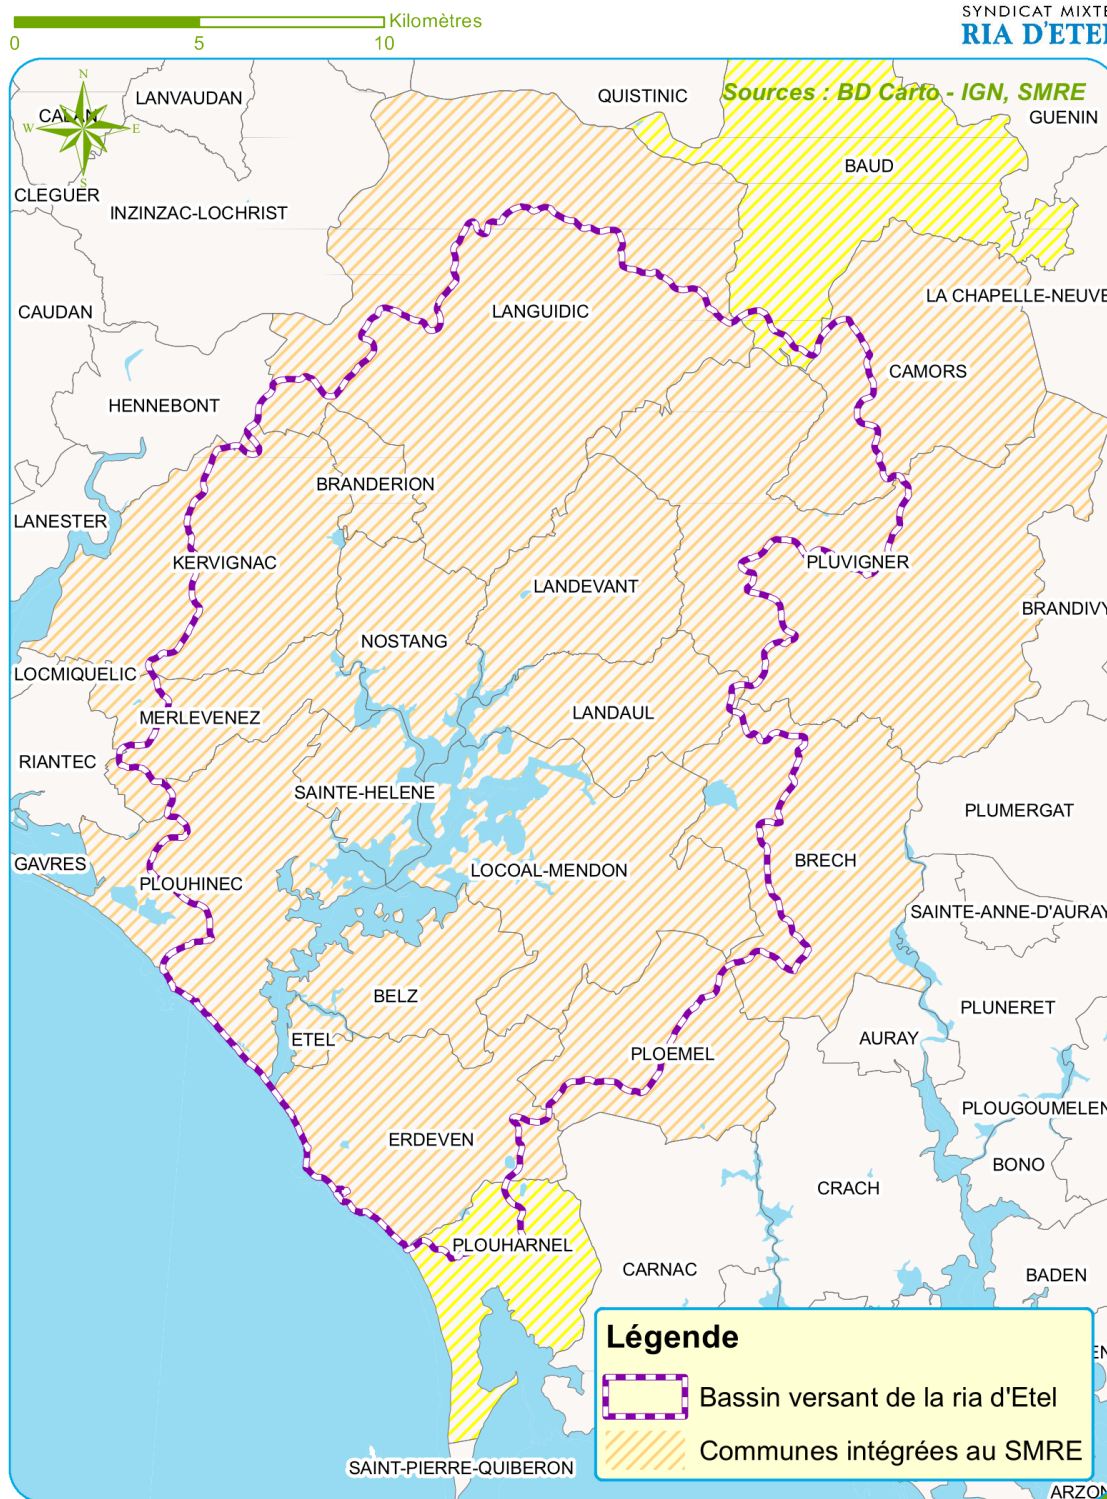 Kilomètres
0 5 10
SYNDICAT MIXTE
RIA D'ETEL
N
W E
S
Sources : BD Carto - IGN, SMRE
CALAN
LANVAUDAN
QUISTINIC
GUENIN
BAUD
CLEGUER
INZINZAC-LOCHRIST
CAUDAN
LANGUIDIC
LA CHAPELLE-NEUVE
CAMORS
HENNEBONT
BRANDERION
LANESTER
KERVIGNAC
PLUVIGNER
LANDEVANT
BRANDIVY
NOSTANG
LOCMIQUELIC
MERLEVENEZ
LANDAUL
RIANTEC
SAINTE-HELENE
PLUMERGAT
GAVRES
PLOUHINEC
LOCOAL-MENDON
BRECH
SAINTE-ANNE-D'AURAY
BELZ
PLUNERET
ETEL
AURAY
PLOEMEL
PLOUGOUMELEN
ERDEVEN
BONO
CRACH
PLOUHARNEL
CARNAC
BADEN
Légende
EN
Bassin versant de la ria d'Etel
Communes intégrées au SMRE
SAINT-PIERRE-QUIBERON
ARZON